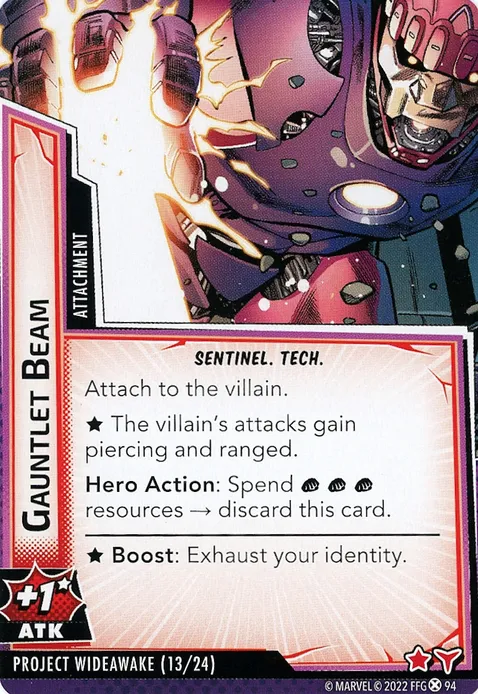 ATTACHMENT
GAUNTLET BEAM
SENTINEL. TECH.
Attach to the villain.
★ The villain's attacks gain
piercing and ranged.
Hero Action: Spend
resources → discard this card.
★ Boost: Exhaust your identity.
+1★
ATK
PROJECT WIDEAWAKE (13/24)
© MARVEL © 2022 FFG 94